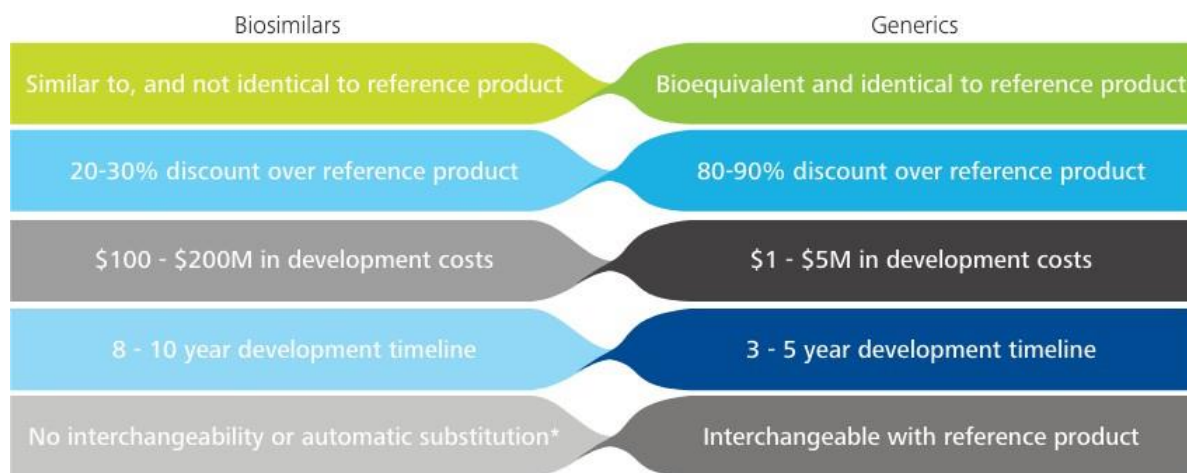 Biosimilars
Generics
Similar to, and not identical to reference product
Bioequivalent and identical to reference product
20-30% discount over reference product
80-90% discount over reference product
$100 - $200M in development costs
$1 - $5M in development costs
8 - 10 year development timeline
3 - 5 year development timeline
No interchangeability or automatic substitution*
Interchangeable with reference product